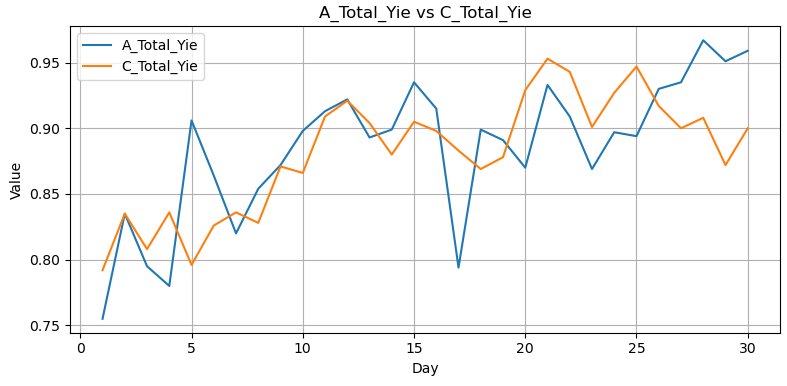 A_Total_Yie vs C_Total_Yie
A_Total_Yie
C_Total_Yie
Value
0.95
0.90
0.85
0.80
0.75
0 5 10 15 20 25 30
Day